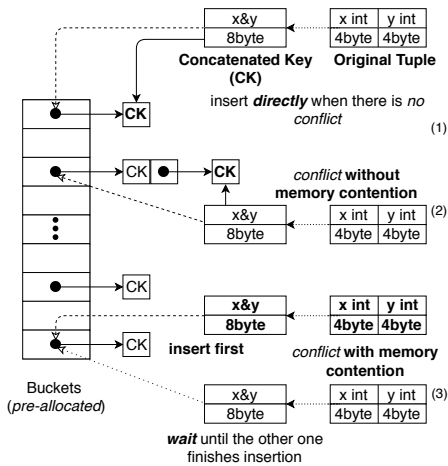 x&y
8byte
x int y int
4byte 4byte
Concatenated Key
(CK)
Original Tuple
insert directly when there is no
conflict
(1)
CK
CK
CK
conflict without
memory contention
x&y
8byte
x int y int
4byte 4byte
(2)
CK
x&y
8byte
x int y int
4byte 4byte
CK
insert first
conflict with memory
contention
Buckets
(pre-allocated)
x&y
8byte
x int y int
4byte 4byte
(3)
wait until the other one
finishes insertion